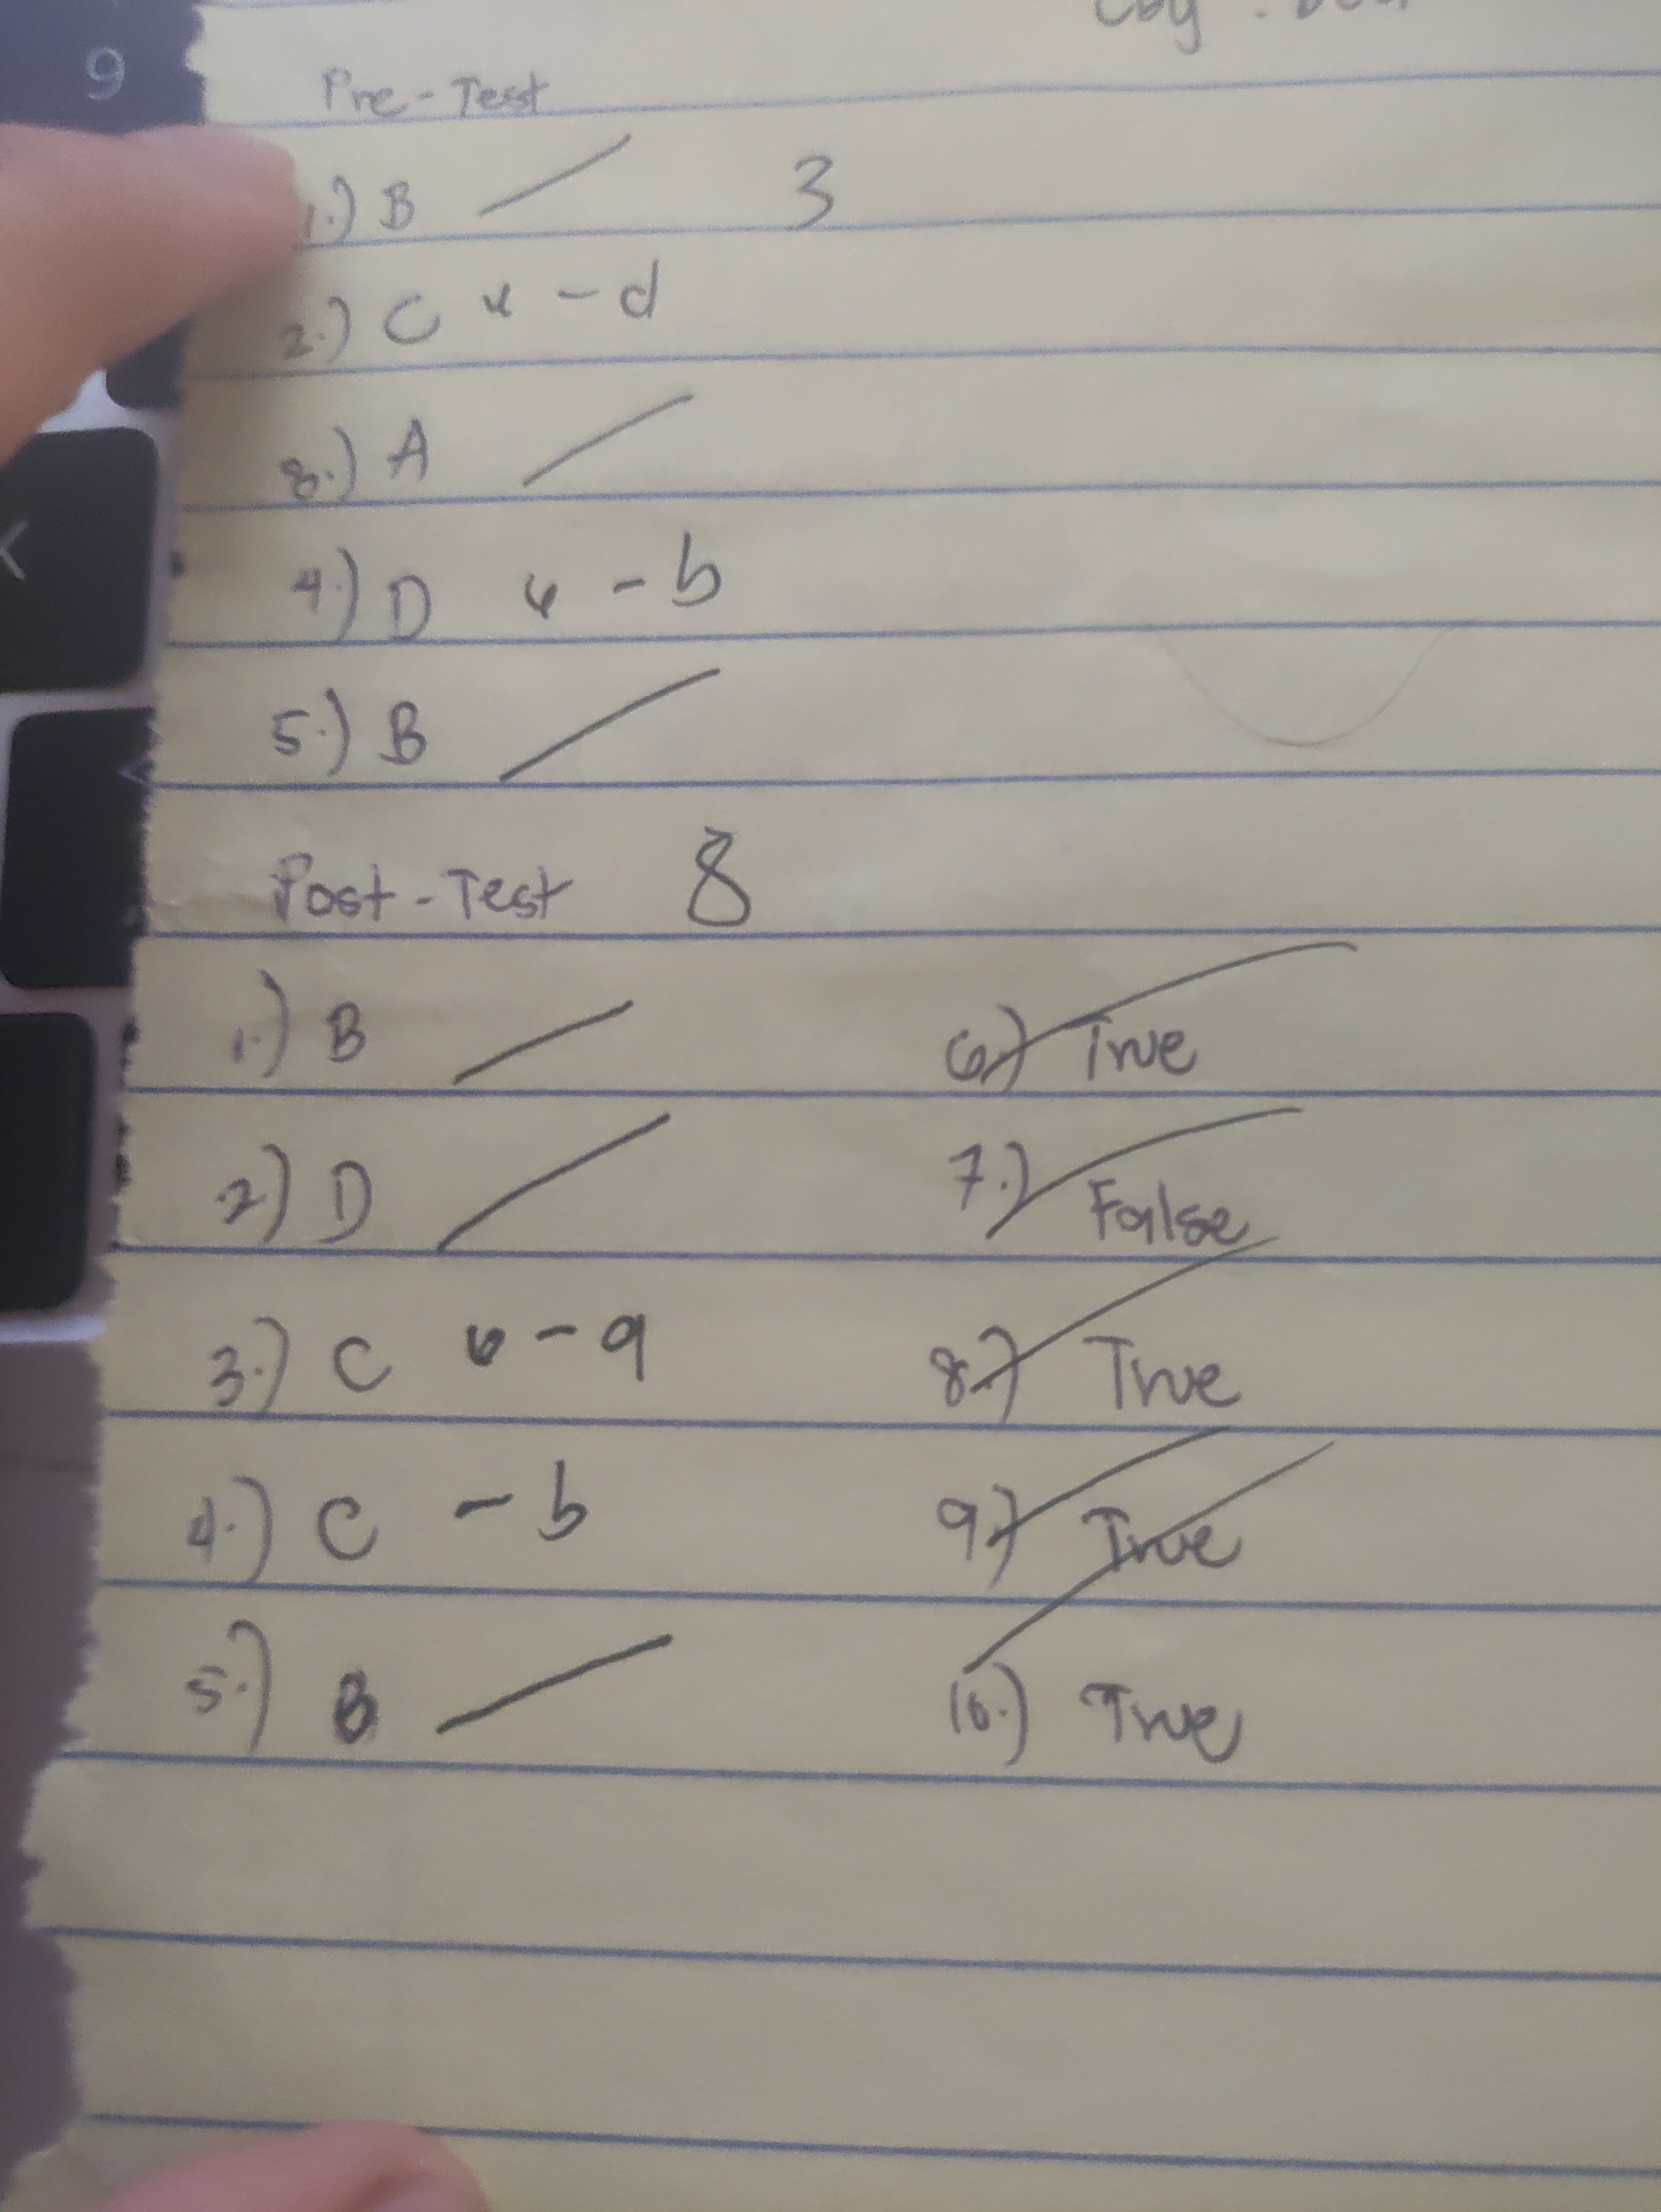 Pre-Test
1.) B 3
2.) C x - d
3.) A
4.) D x - b
5.) B
Post-Test 8
1.) B
2.) D
3.) C x - a
4.) C - b
5.) B
6.) True
7.) False
8.) True
9.) True
10.) True
9